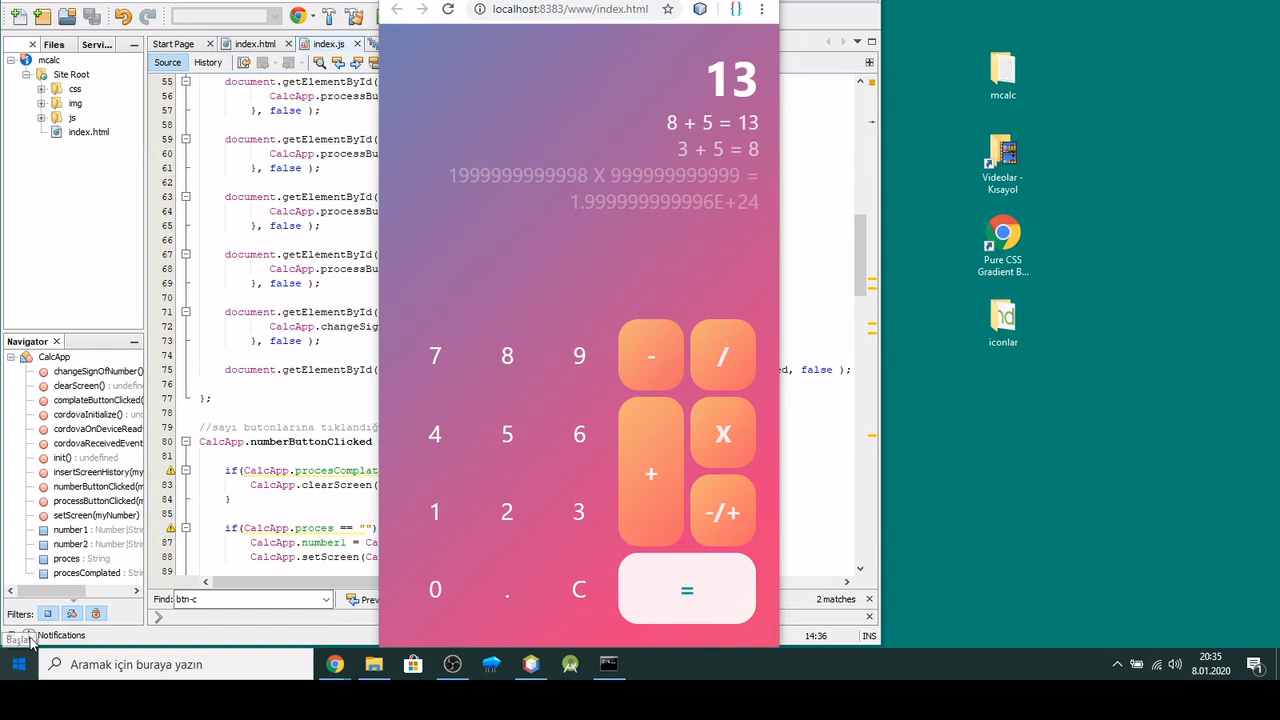 localhost:8383/www/index.html
Files
Servi...
Start Page
index.html
index.js
Source
History
mcalc
Site Root
css
img
js
index.html
55 document.getElementById(
56 CalcApp.processBu
57 }, false );
58
59 document.getElementById(
60 CalcApp.processBu
61 }, false );
62
63 document.getElementById(
64 CalcApp.processBu
65 }, false );
66
67 document.getElementById(
68 CalcApp.processBu
69 }, false );
70
71 document.getElementById(
72 CalcApp.changeSig
73 }, false );
74
75 document.getElementById( ed, false );
76
77 };
78
79 //sayı butonlarına tıklandığ
80 CalcApp.numberButtonClicked
81
82 if(CalcApp.procesComplat
83 CalcApp.clearScreen(
84 }
85
86 if(CalcApp.proces == "")
87 CalcApp.number1 = Ca
88 CalcApp.setScreen(Ca
89
Navigator
CalcApp
changeSignOfNumber()
clearScreen() : undefined
complateButtonClicked()
cordovaInitialize() : und
cordovaOnDeviceReady
cordovaReceivedEvent
init() : undefined
insertScreenHistory(my
numberButtonClicked(m
processButtonClicked(m
setScreen(myNumber)
number1 : Number|Stri
number2 : Number|Strin
proces : String
procesComplated :
Filters:
Notifications
Find: btn-c
Prev
2 matches
14:36
INS
13
8 + 5 = 13
3 + 5 = 8
1999999999998 X 999999999999 =
1.999999999996E+24
7 8 9 - /
4 5 6 + X
1 2 3 -/+
0 . C =
mcalc
Videolar -
Kısayol
Pure CSS
Gradient B...
iconlar
nd
Aramak için buraya yazın
20:35
8.01.2020
1